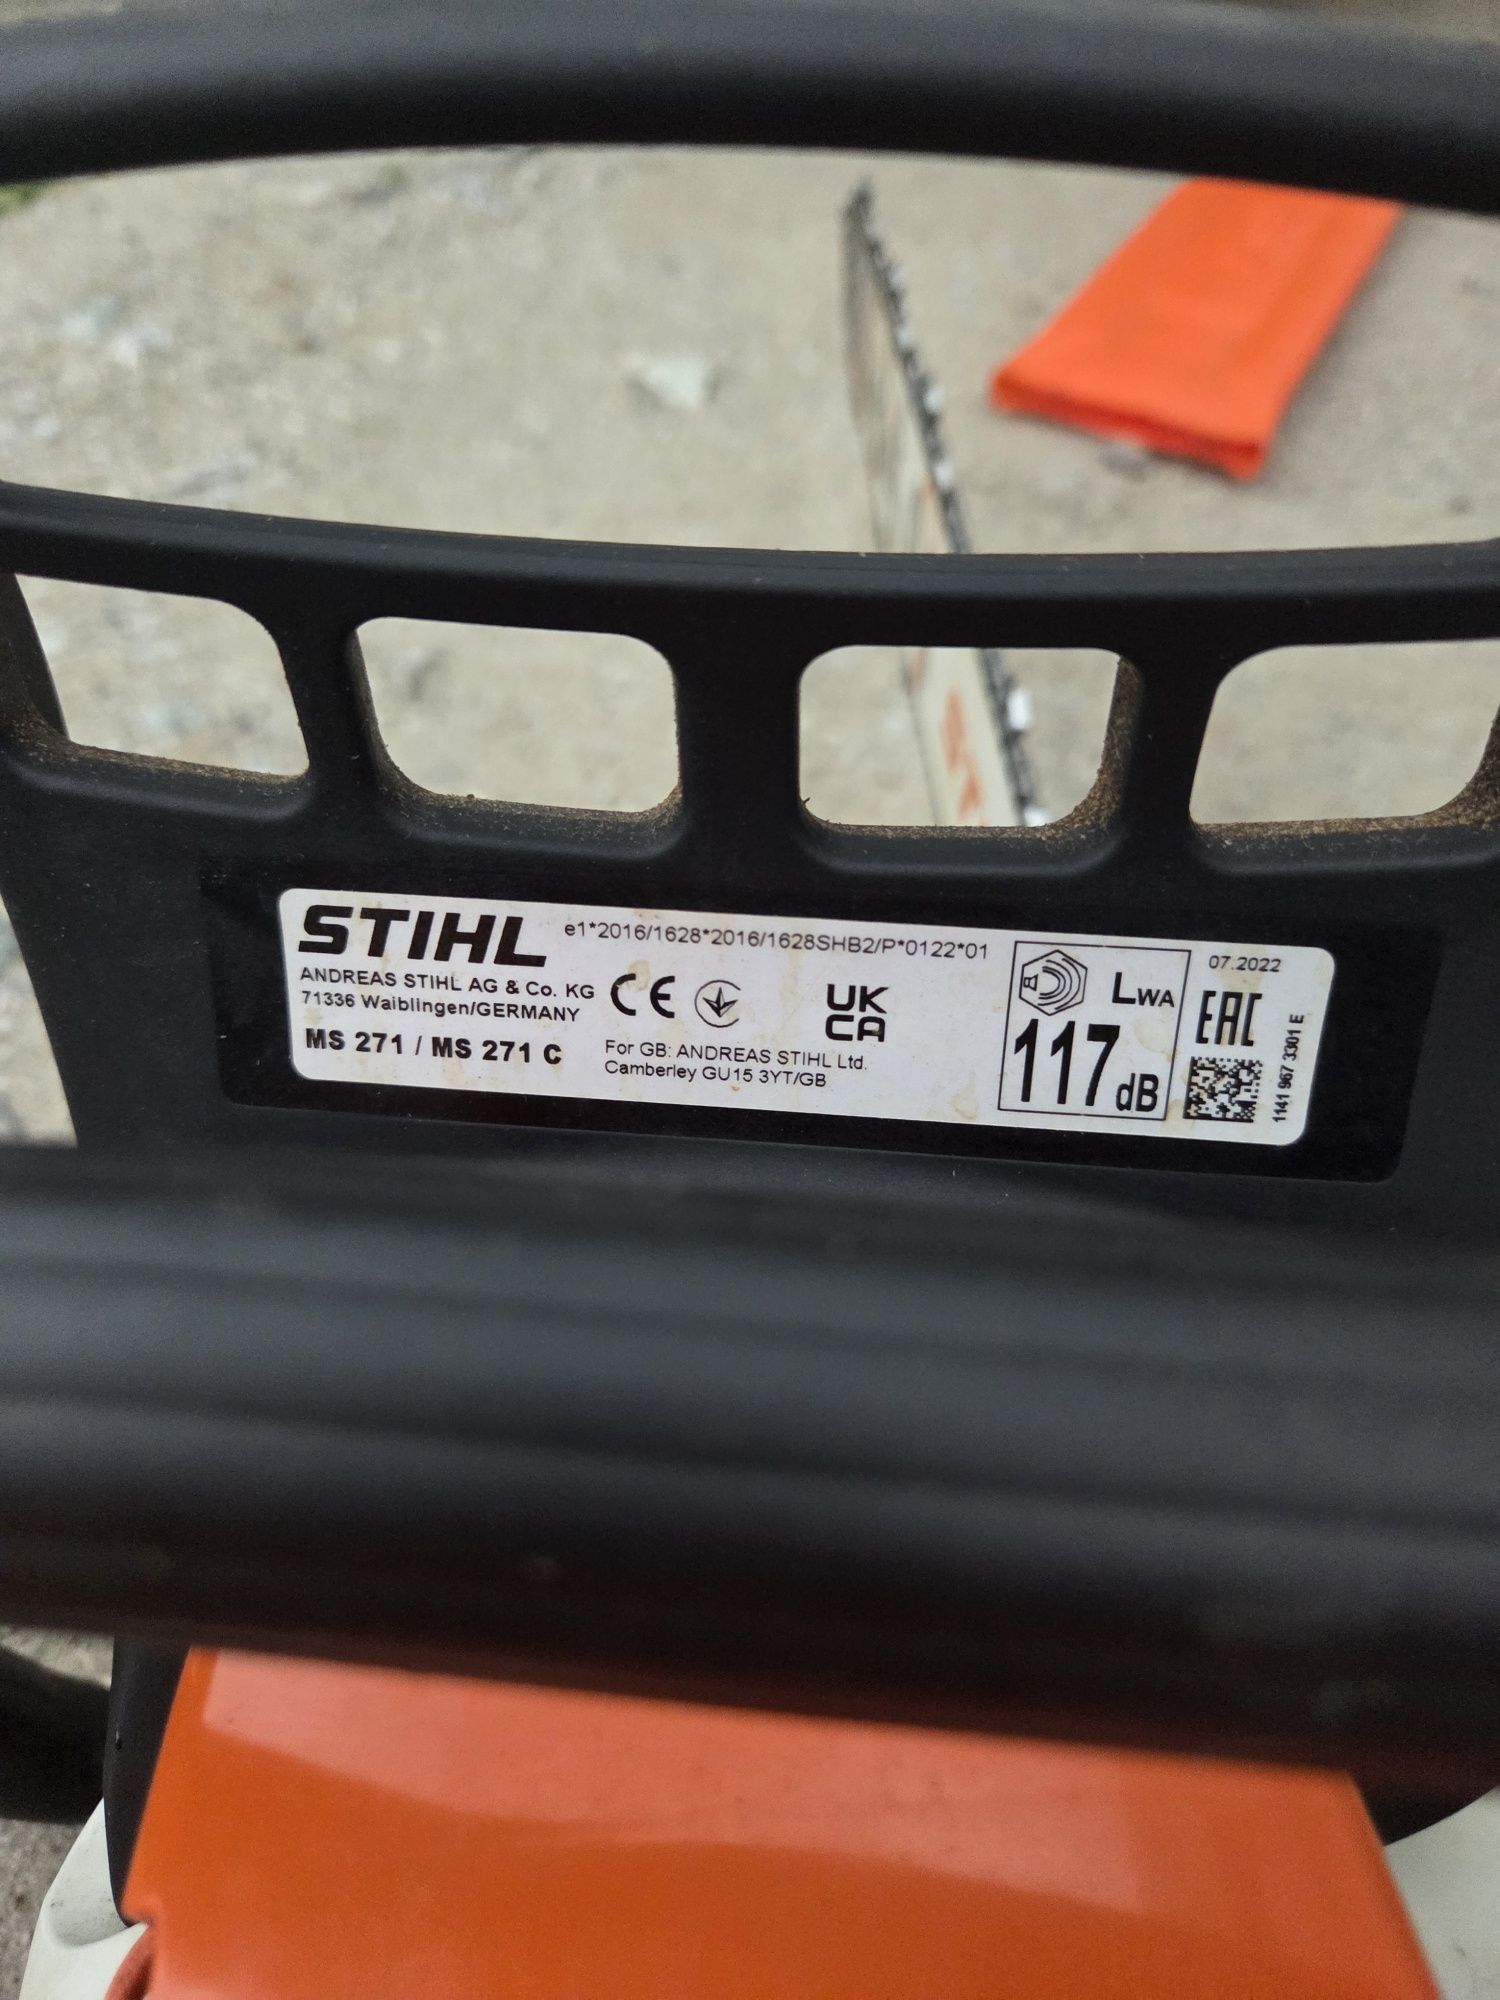 STIHL
e1*2016/1628*2016/1628SHB2/P*0122*01
ANDREAS STIHL AG & Co. KG
71336 Waiblingen/GERMANY
MS 271 / MS 271 C
CE
UK
CA
For GB: ANDREAS STIHL Ltd.
Camberley GU15 3YT/GB
LWA
117 dB
07.2022
EAC
1141 967 3301 E